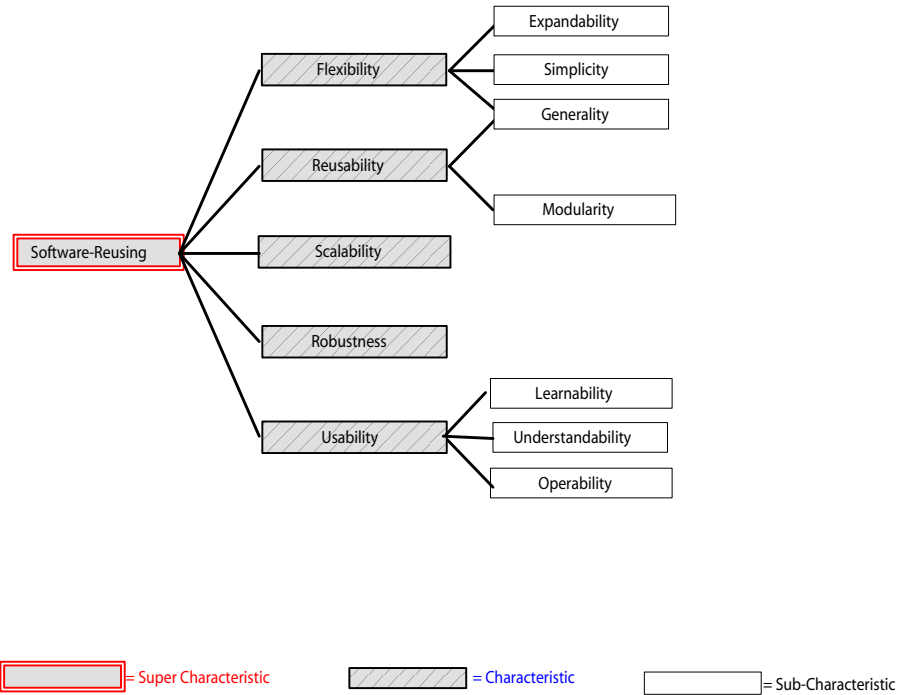 Expandability
Flexibility
Simplicity
Generality
Reusability
Modularity
Software-Reusing
Scalability
Robustness
Learnability
Usability
Understandability
Operability
= Super Characteristic
= Characteristic
= Sub-Characteristic